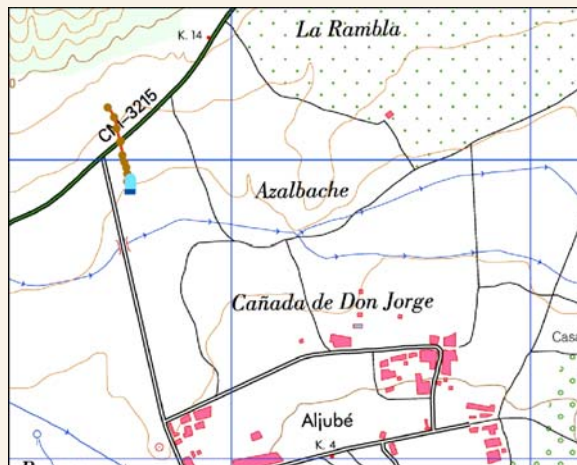 La Rambla
K. 14
CM-3215
Azalbache
Cañada de Don Jorge
Casa
Aljubé
K. 4